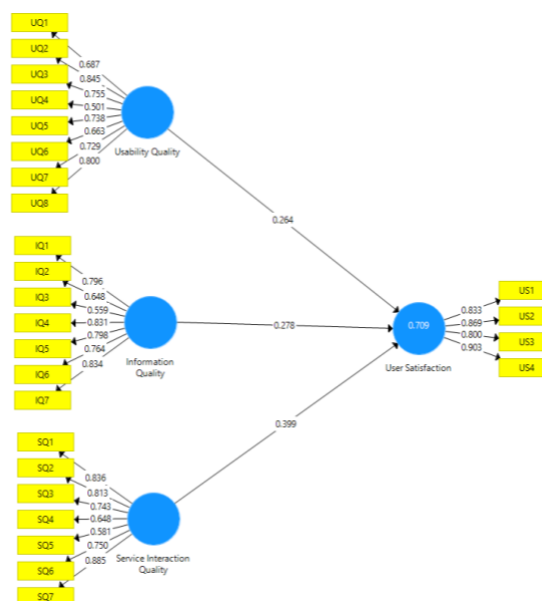 UQ1
UQ2
UQ3
UQ4
UQ5
UQ6
UQ7
UQ8
0.687
0.845
0.755
0.501
0.738
0.663
0.729
0.800
Usability Quality
0.264
IQ1
IQ2
IQ3
IQ4
IQ5
IQ6
IQ7
0.796
0.648
0.559
0.831
0.798
0.764
0.834
Information
Quality
0.278
SQ1
SQ2
SQ3
SQ4
SQ5
SQ6
SQ7
0.836
0.813
0.743
0.648
0.581
0.750
0.885
Service Interaction
Quality
0.399
0.709
User Satisfaction
0.833
0.869
0.800
0.903
US1
US2
US3
US4